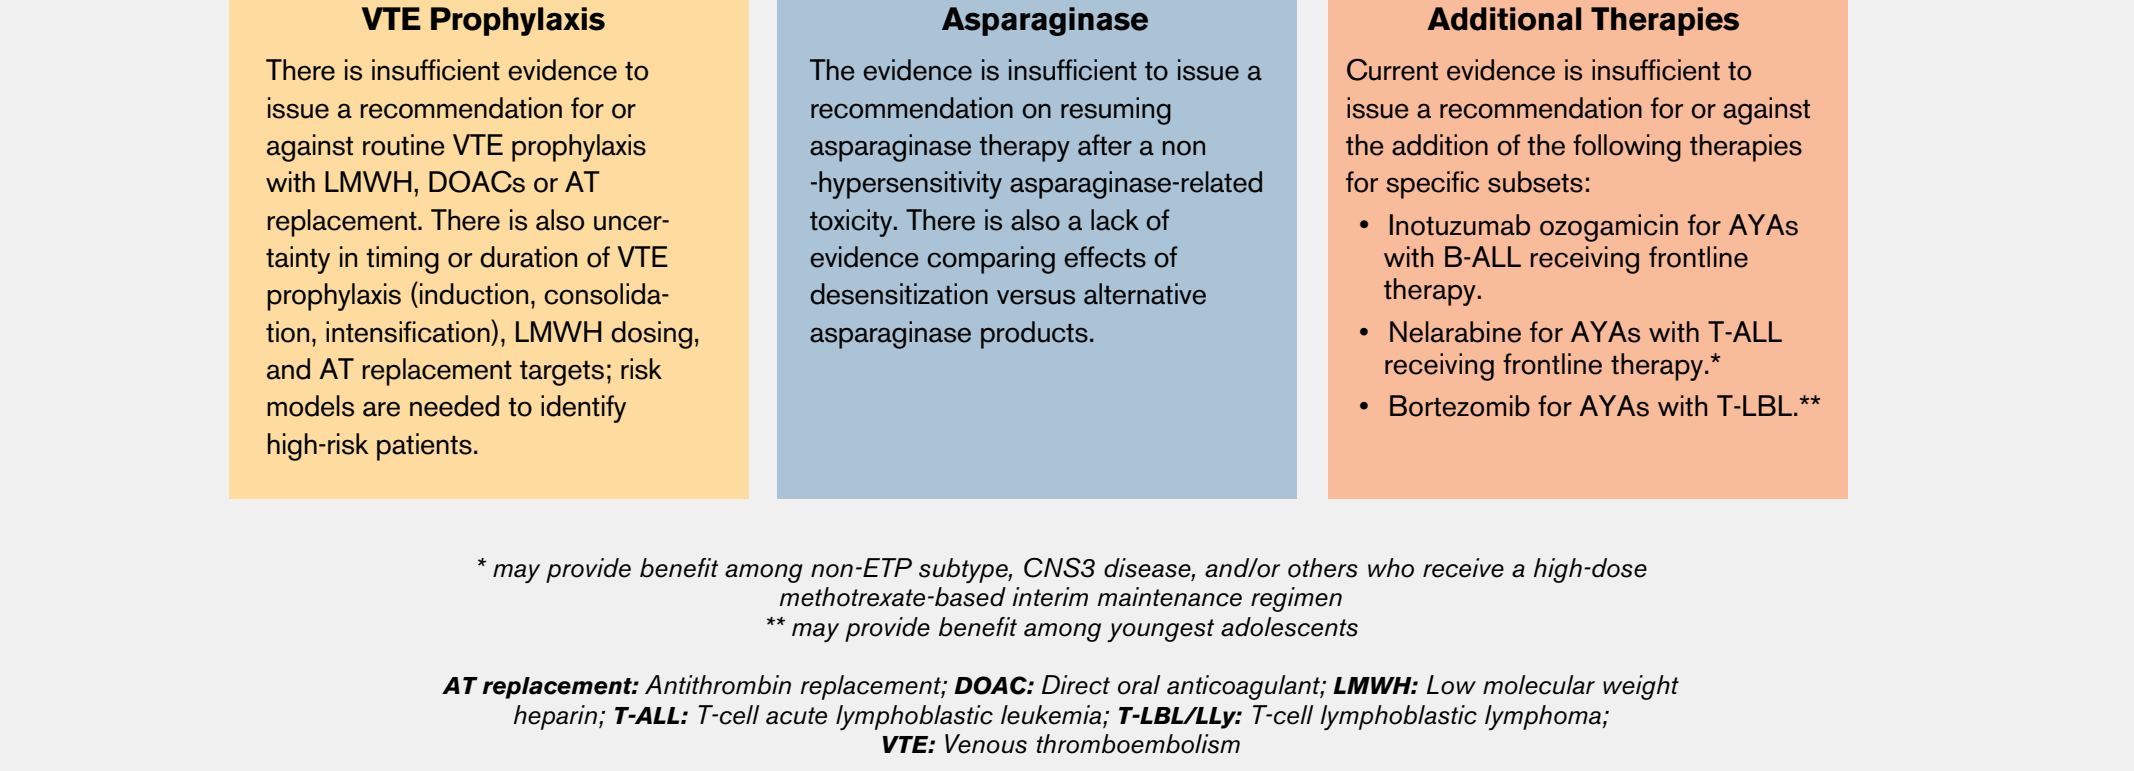 VTE Prophylaxis
There is insufficient evidence to
issue a recommendation for or
against routine VTE prophylaxis
with LMWH, DOACs or AT
replacement. There is also uncer-
tainty in timing or duration of VTE
prophylaxis (induction, consolida-
tion, intensification), LMWH dosing,
and AT replacement targets; risk
models are needed to identify
high-risk patients.
Asparaginase
The evidence is insufficient to issue a
recommendation on resuming
asparaginase therapy after a non
-hypersensitivity asparaginase-related
toxicity. There is also a lack of
evidence comparing effects of
desensitization versus alternative
asparaginase products.
Additional Therapies
Current evidence is insufficient to
issue a recommendation for or against
the addition of the following therapies
for specific subsets:
• Inotuzumab ozogamicin for AYAs
with B-ALL receiving frontline
therapy.
• Nelarabine for AYAs with T-ALL
receiving frontline therapy.*
• Bortezomib for AYAs with T-LBL.**
* may provide benefit among non-ETP subtype, CNS3 disease, and/or others who receive a high-dose
methotrexate-based interim maintenance regimen
** may provide benefit among youngest adolescents
AT replacement: Antithrombin replacement; DOAC: Direct oral anticoagulant; LMWH: Low molecular weight
heparin; T-ALL: T-cell acute lymphoblastic leukemia; T-LBL/LLy: T-cell lymphoblastic lymphoma;
VTE: Venous thromboembolism